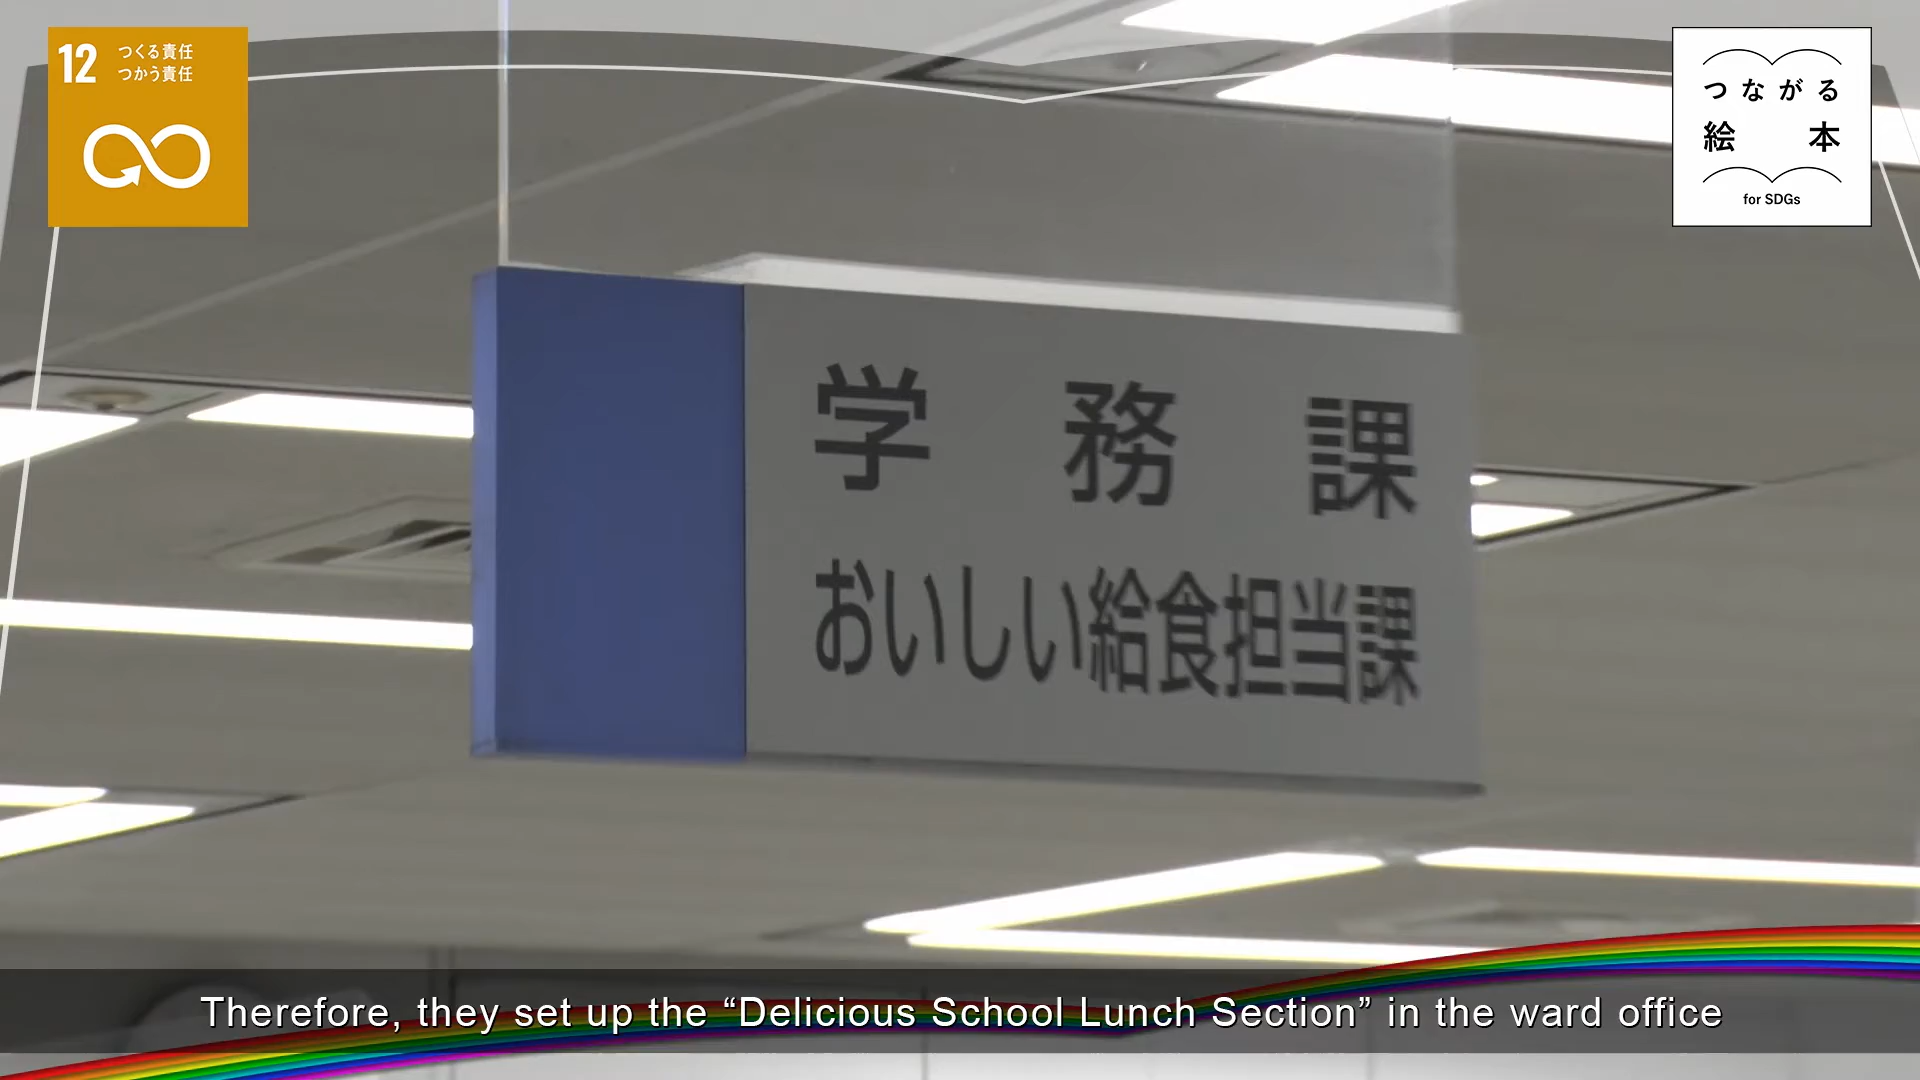 12 つくる責任
つかう責任
つながる
絵本
for SDGs
学務課
おいしい給食担当課
Therefore, they set up the “Delicious School Lunch Section” in the ward office